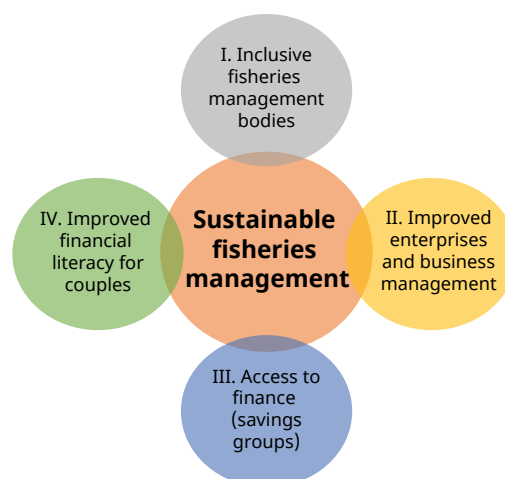 I. Inclusive
fisheries
management
bodies
IV. Improved
financial
literacy for
couples
Sustainable
fisheries
management
II. Improved
enterprises
and business
management
III. Access to
finance
(savings
groups)